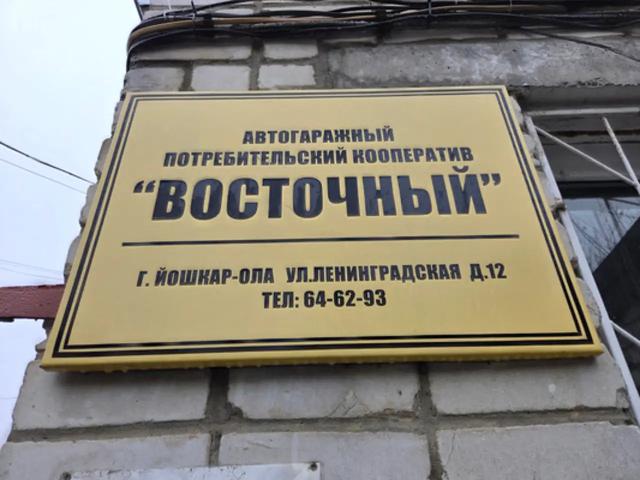 АВТОГАРАЖНЫЙ
ПОТРЕБИТЕЛЬСКИЙ КООПЕРАТИВ
“ВОСТОЧНЫЙ”
Г. ЙОШКАР-ОЛА УЛ.ЛЕНИНГРАДСКАЯ Д.12
ТЕЛ: 64-62-93